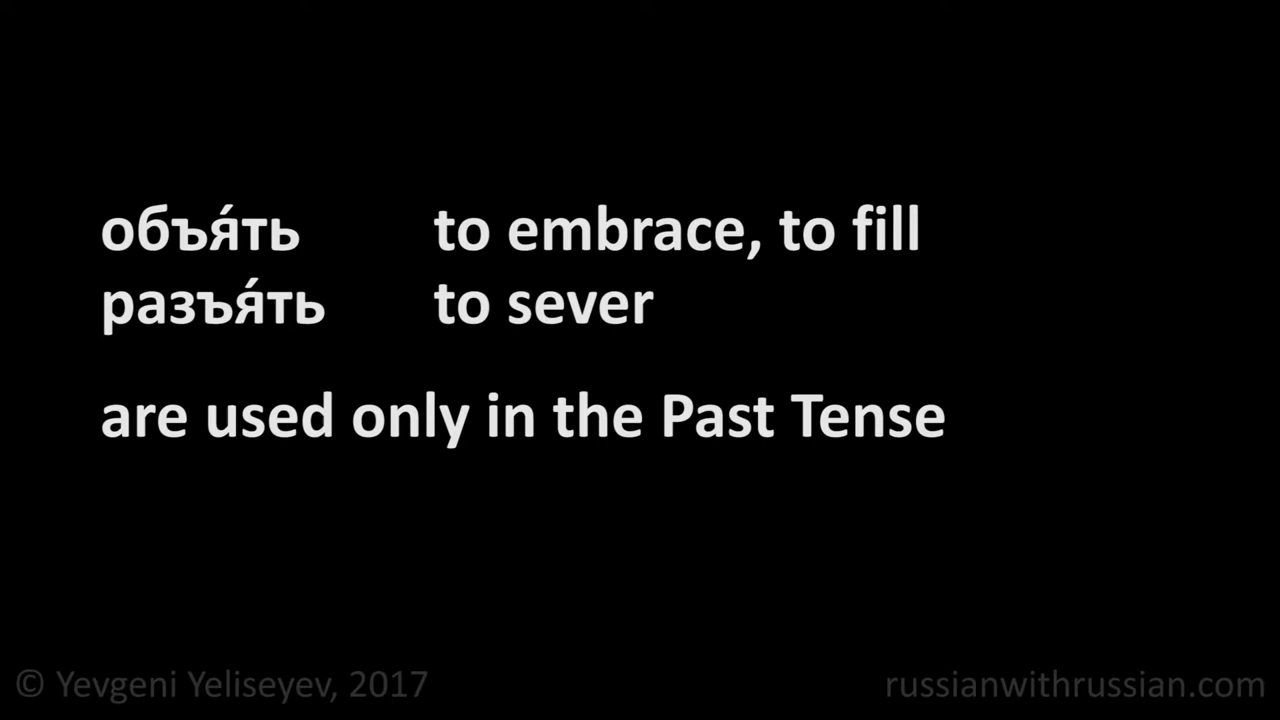 объя́ть to embrace, to fill
разъя́ть to sever
are used only in the Past Tense
© Yevgeni Yeliseyev, 2017 russianwithrussian.com